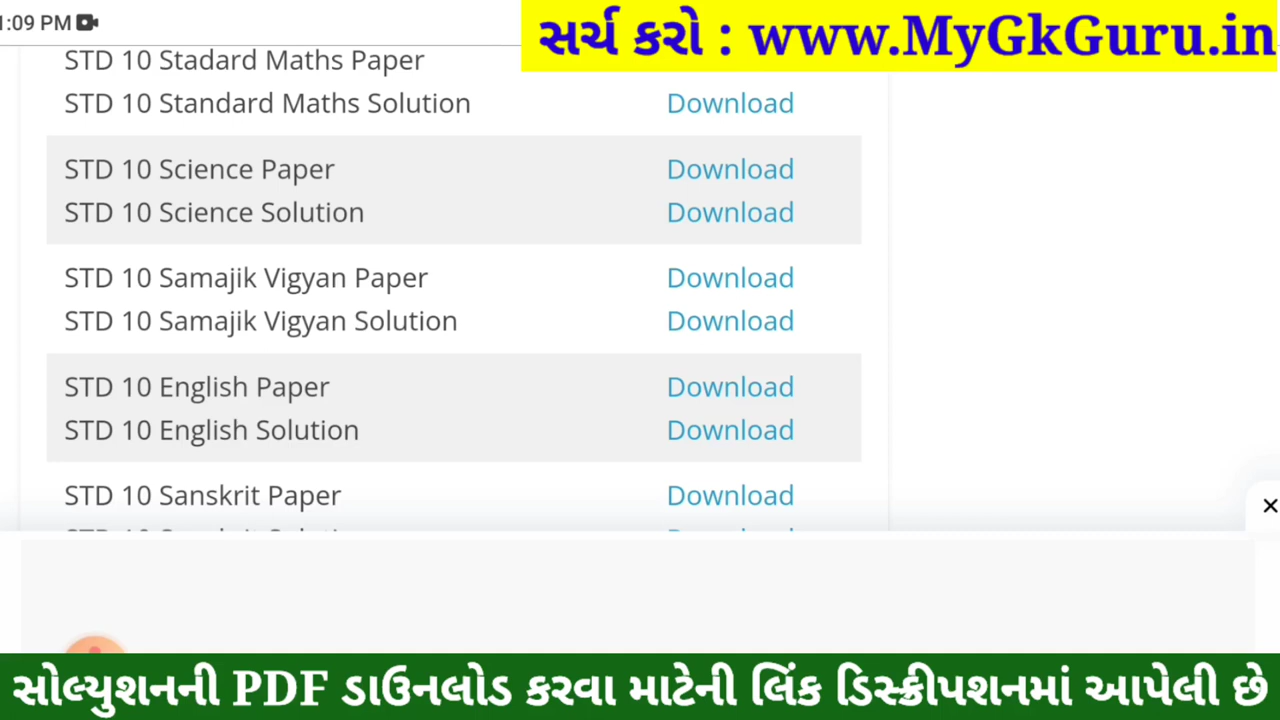 1:09 PM
સર્ચ કરો : www.MyGkGuru.in
STD 10 Stadard Maths Paper
STD 10 Standard Maths Solution Download
STD 10 Science Paper Download
STD 10 Science Solution Download
STD 10 Samajik Vigyan Paper Download
STD 10 Samajik Vigyan Solution Download
STD 10 English Paper Download
STD 10 English Solution Download
STD 10 Sanskrit Paper Download
સોલ્યુશનની PDF ડાઉનલોડ કરવા માટેની લિંક ડિસ્ક્રીપશનમાં આપેલી છે